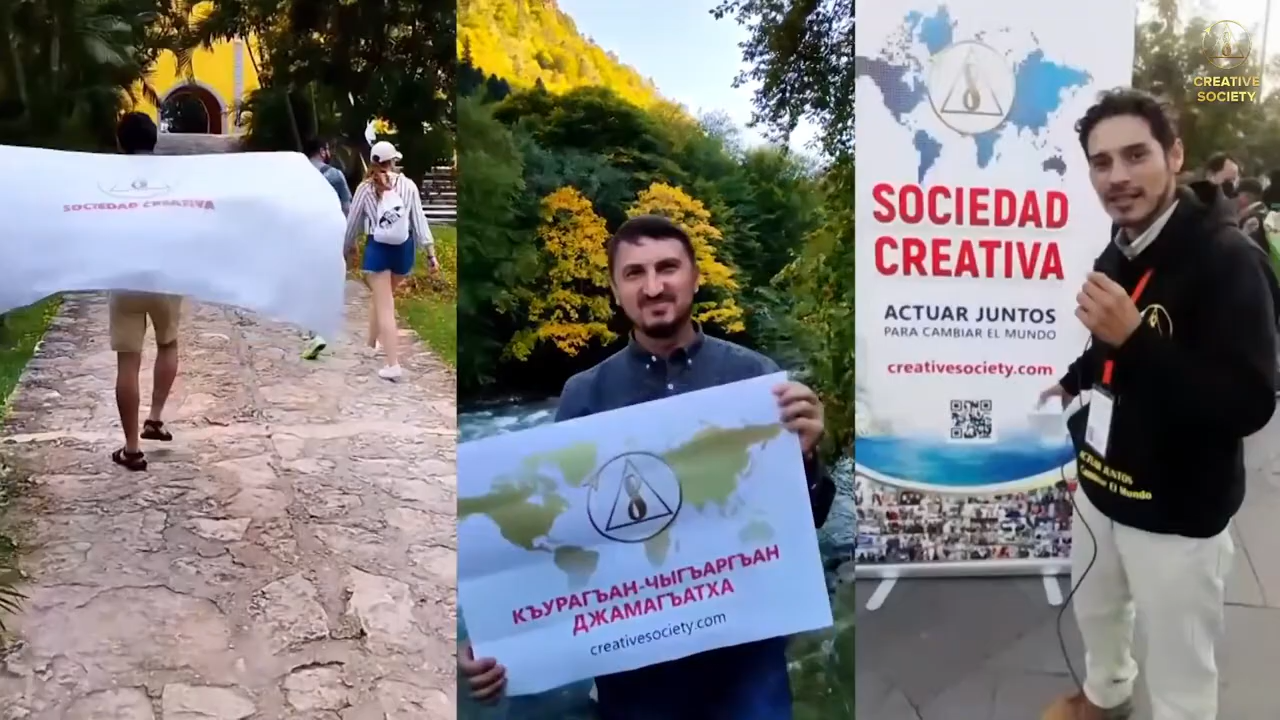 SOCIEDAD CREATIVA
КЪУРАГЪАН-ЧЫГЪАРГЪАН
ДЖАМАГЪАТХА
creativesociety.com
SOCIEDAD
CREATIVA
ACTUAR JUNTOS
PARA CAMBIAR EL MUNDO
creativesociety.com
ACTUAR JUNTOS
Cambiar El Mundo
CREATIVE
SOCIETY